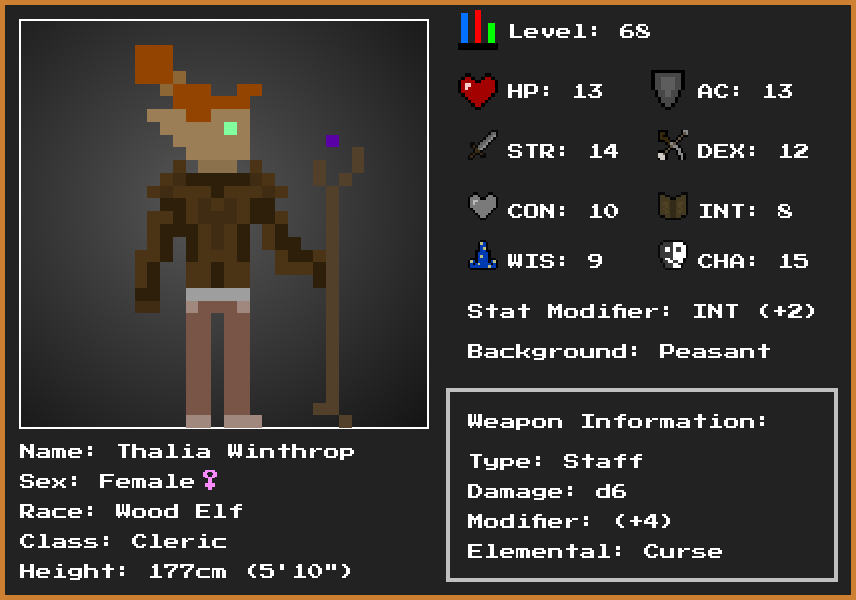 Level: 68
HP: 13
AC: 13
STR: 14
DEX: 12
CON: 10
INT: 8
WIS: 9
CHA: 15
Stat Modifier: INT (+2)
Background: Peasant
Weapon Information:
Type: Staff
Damage: d6
Modifier: (+4)
Elemental: Curse
Name: Thalia Winthrop
Sex: Female♀
Race: Wood Elf
Class: Cleric
Height: 177cm (5'10")